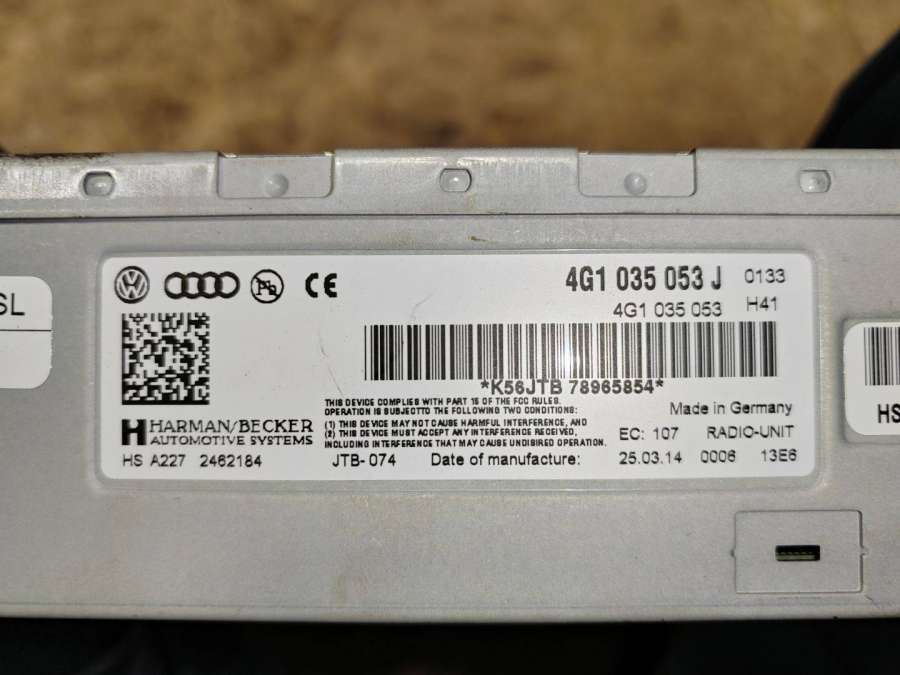 SL
VW
Pb
CE
4G1 035 053 J 0133
4G1 035 053 H41
*K56JTB 78965854*
THIS DEVICE COMPLIES WITH PART 15 OF THE FCC RULES.
OPERATION IS SUBJECTTO THE FOLLOWING TWO CONDITIONS:
(1) THIS DEVICE MAY NOT CAUSE HARMFUL INTERFERENCE, AND
(2) THIS DEVICE MUST ACCEPT ANY INTERFERENCE RECEIVED,
INCLUDING INTERFERENCE THAT MAY CAUSE UNDISIRED OPERATION.
Made in Germany
HARMAN/BECKER
AUTOMOTIVE SYSTEMS
EC: 107 RADIO-UNIT
HS A227 2462184 JTB-074 Date of manufacture: 25.03.14 0006 13E6
HS